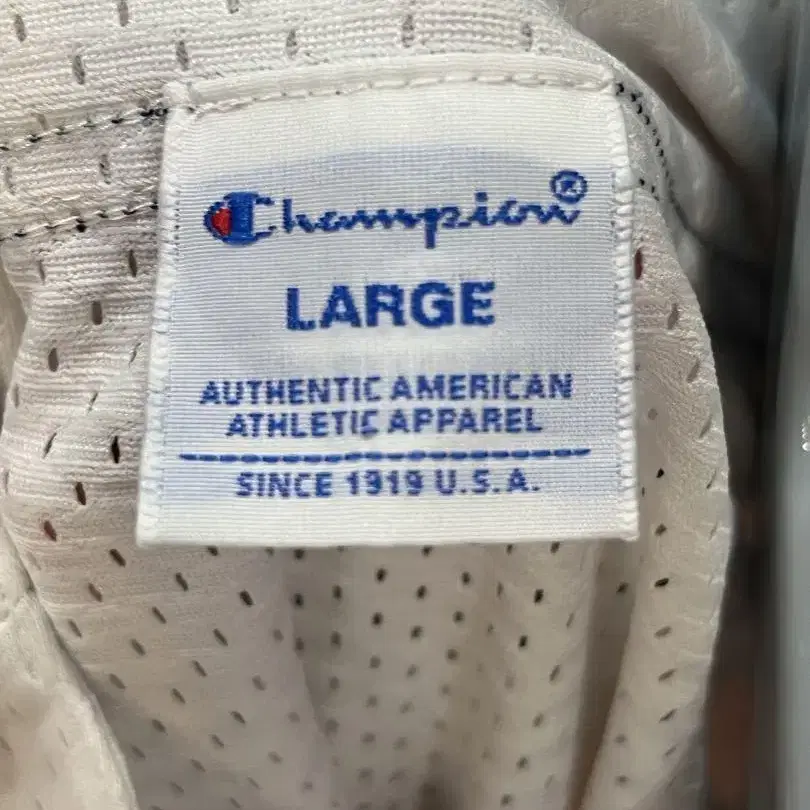 Champion®
LARGE
AUTHENTIC AMERICAN
ATHLETIC APPAREL
SINCE 1919 U.S.A.